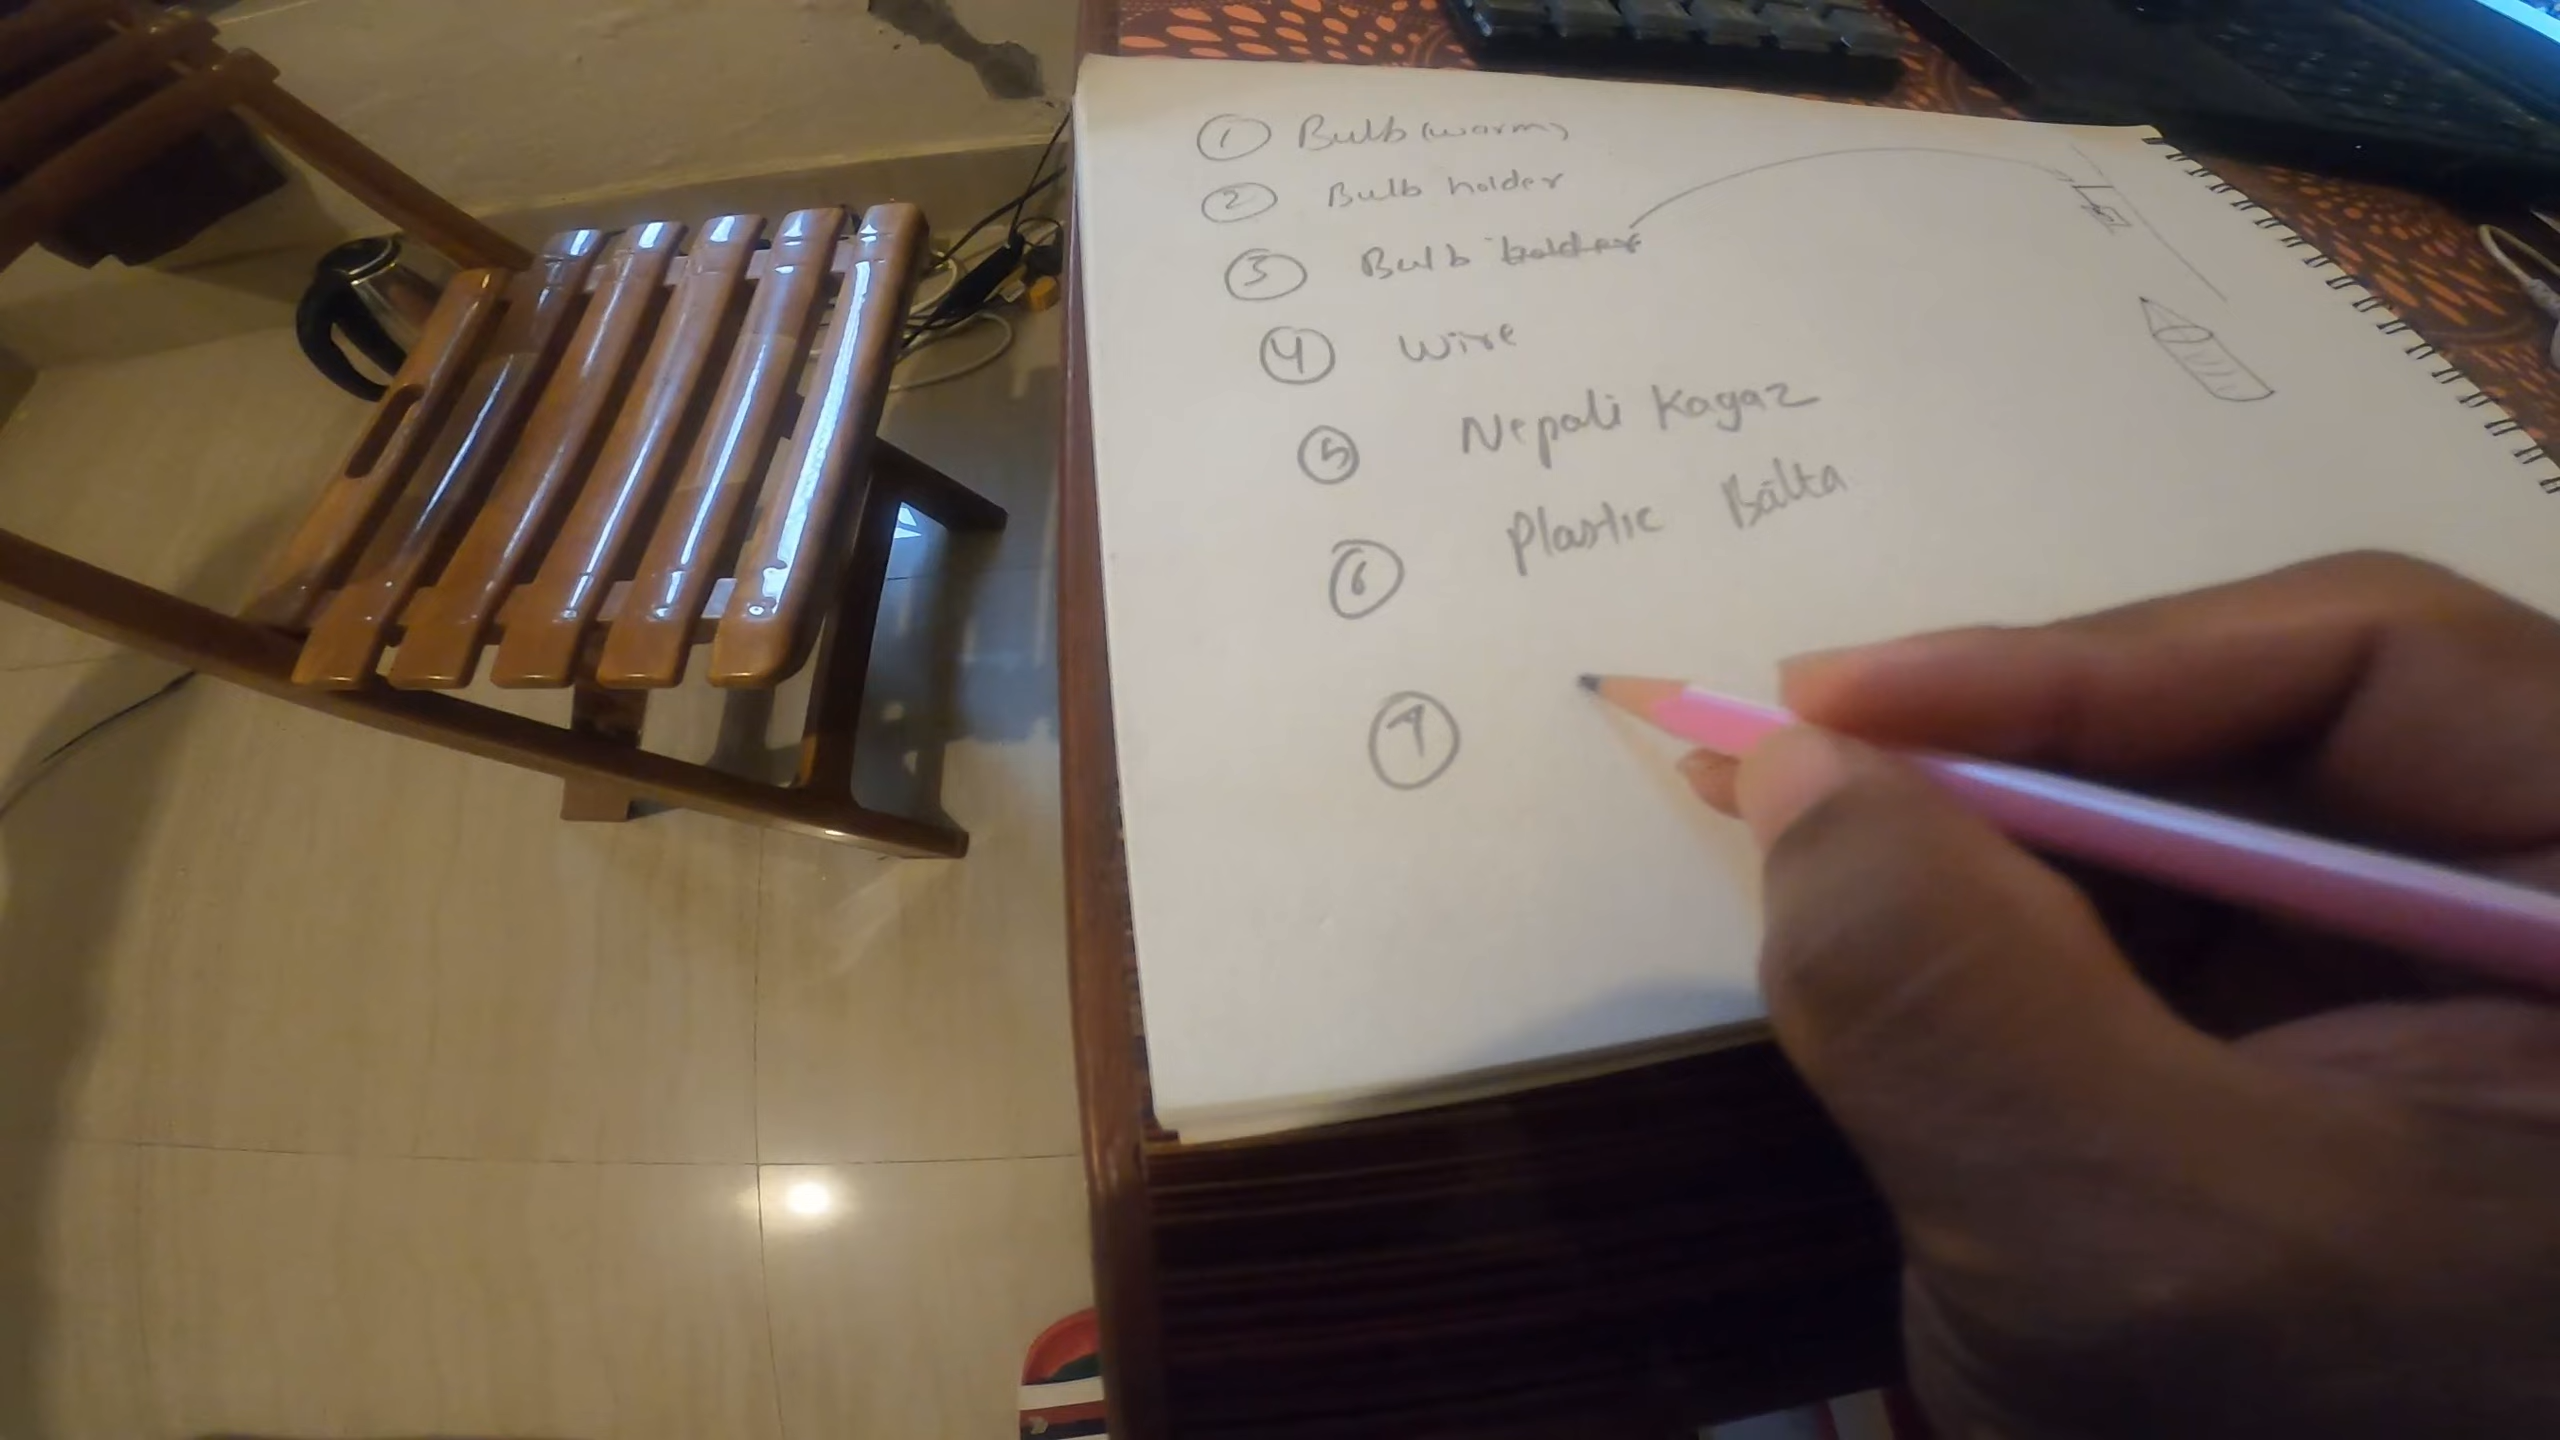 ① Bulb (warm)
② Bulb holder
③ Bulb holder
④ Wire
⑤ Nepali Kagaz
⑥ Plastic Balta
⑦